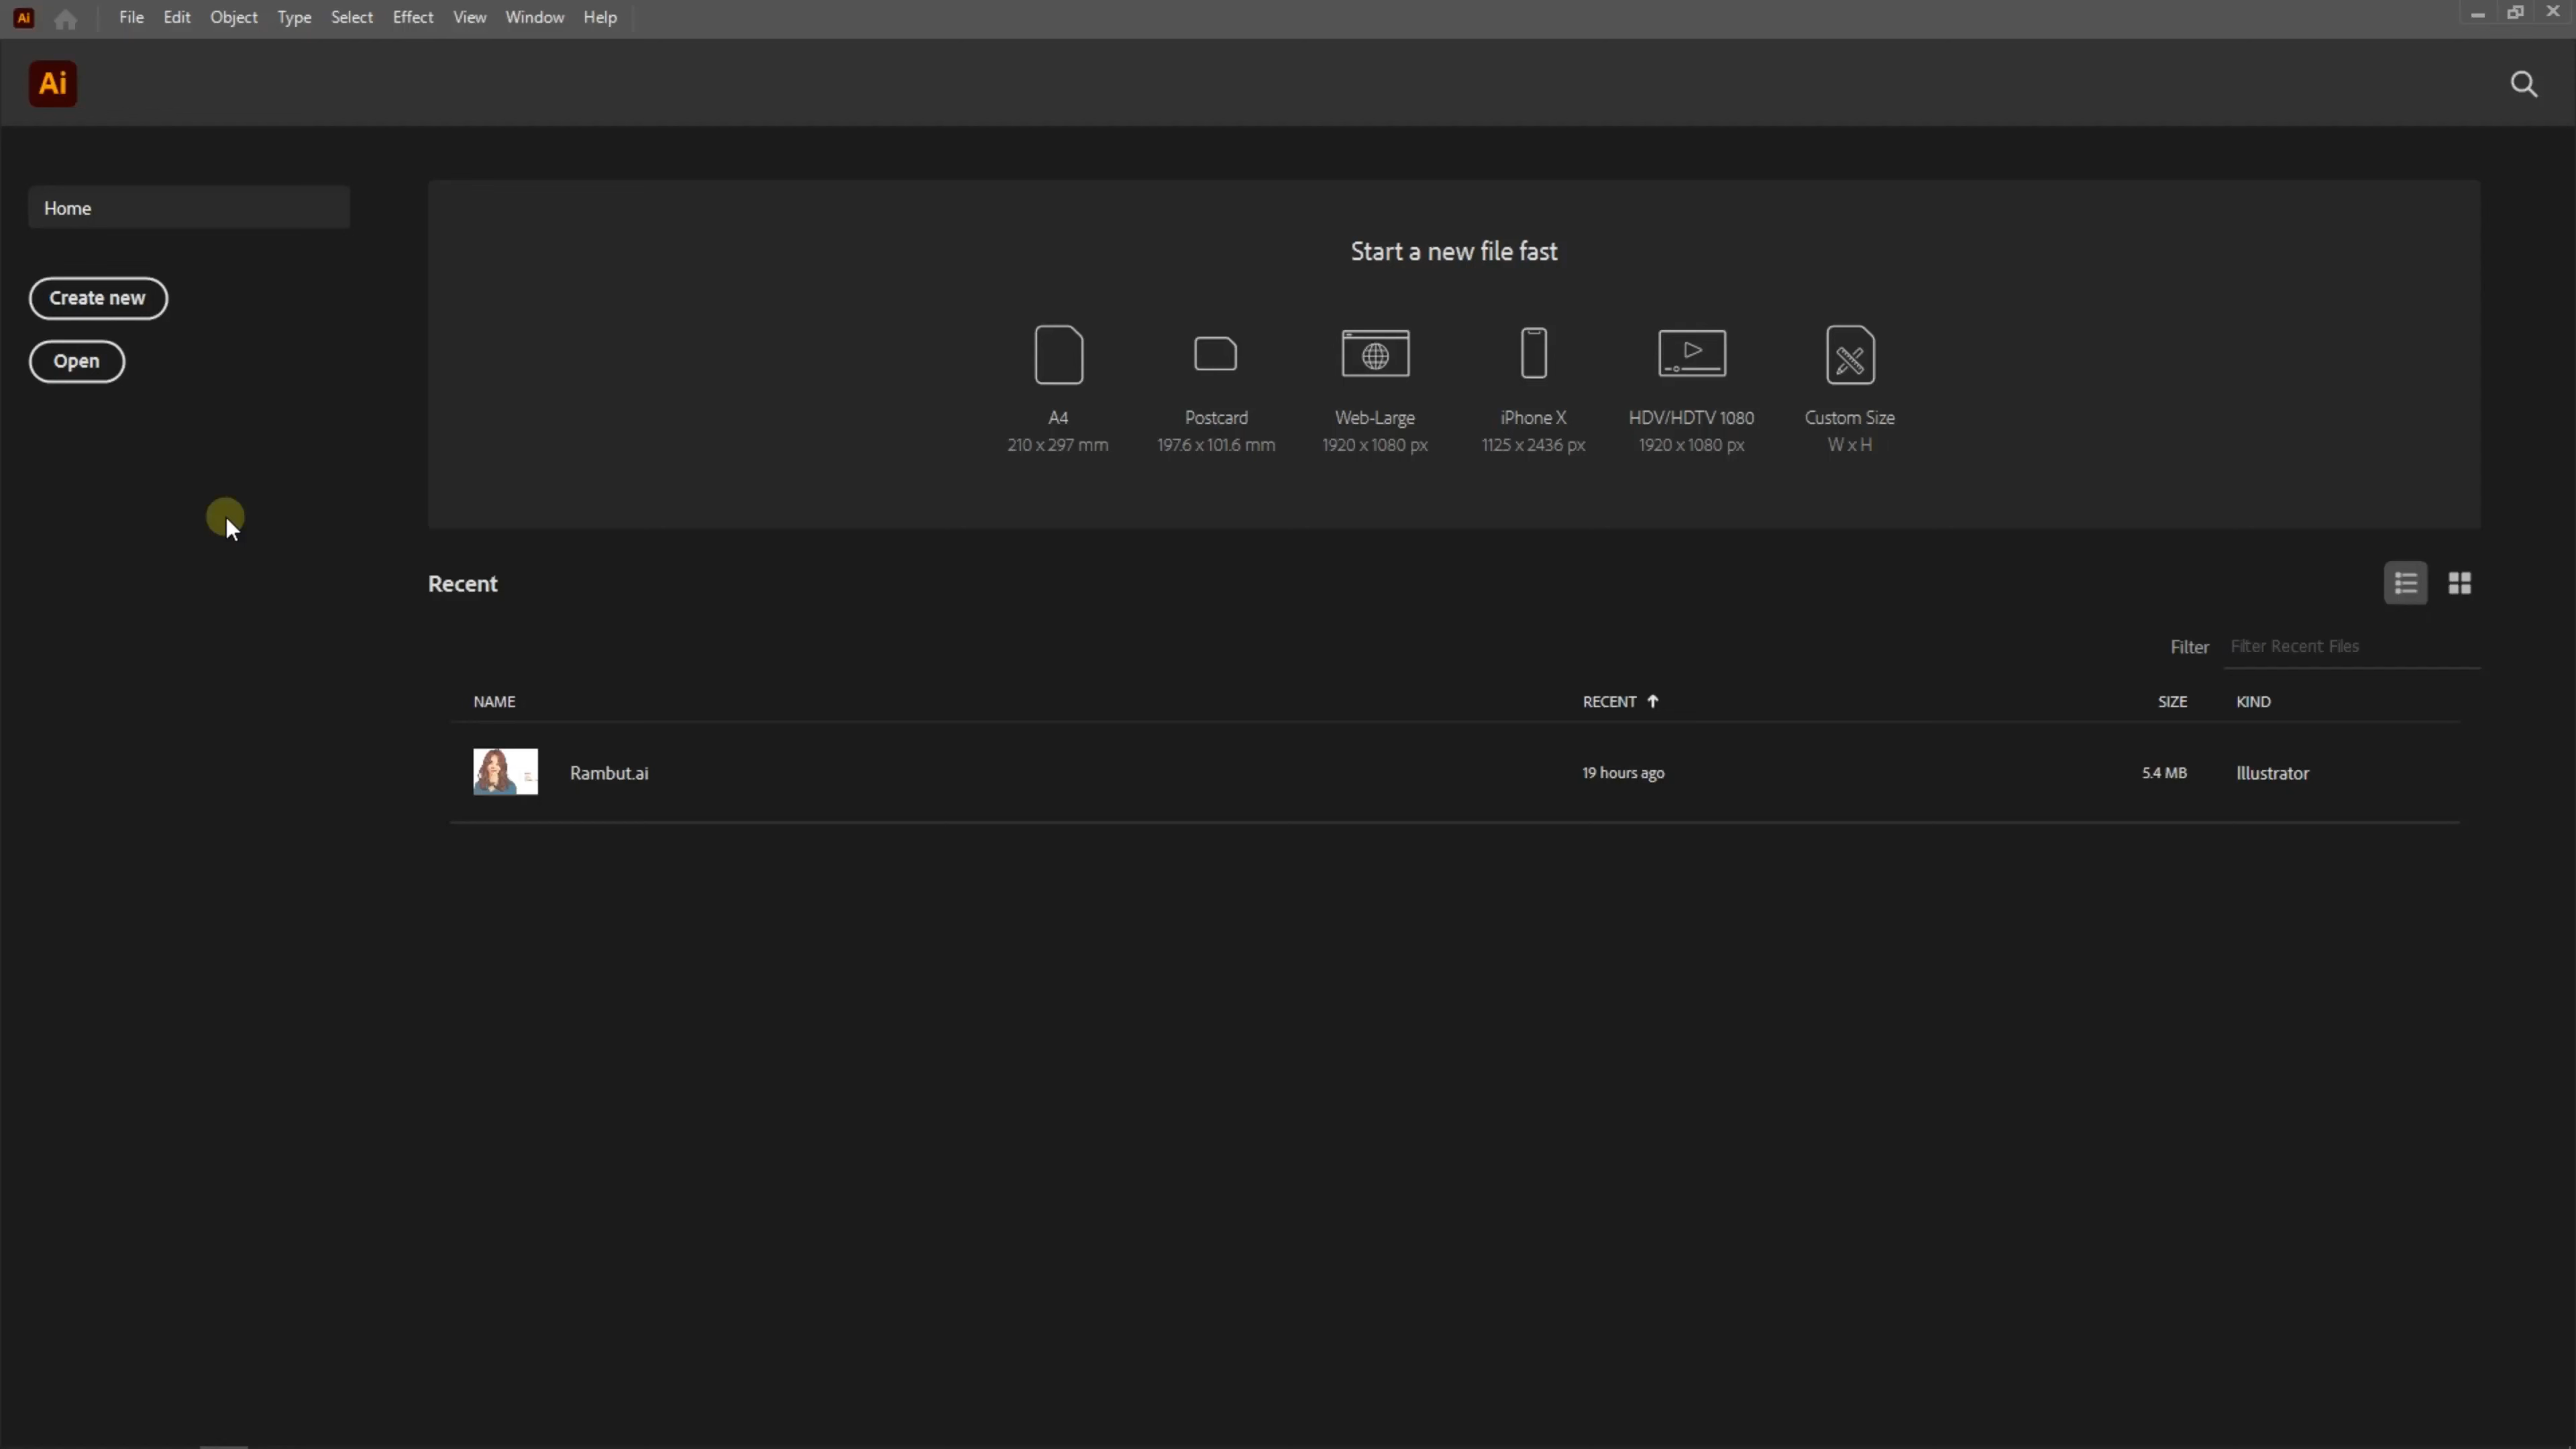 Ai File Edit Object Type Select Effect View Window Help
Ai
Home
Create new
Open
Start a new file fast
A4 Postcard Web-Large iPhone X HDV/HDTV 1080 Custom Size
210 x 297 mm 197.6 x 101.6 mm 1920 x 1080 px 1125 x 2436 px 1920 x 1080 px W x H
Recent
Filter Filter Recent Files
NAME RECENT SIZE KIND
Rambut.ai 19 hours ago 5.4 MB Illustrator